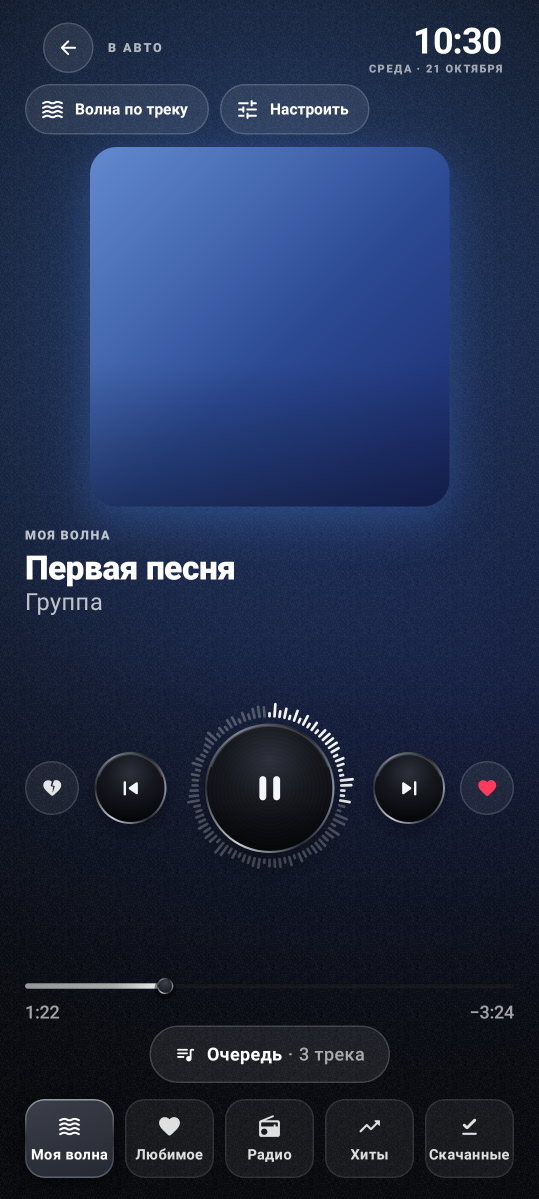 В АВТО
10:30
СРЕДА · 21 ОКТЯБРЯ
Волна по треку
Настроить
МОЯ ВОЛНА
Первая песня
Группа
1:22
−3:24
Очередь · 3 трека
Моя волна
Любимое
Радио
Хиты
Скачанные